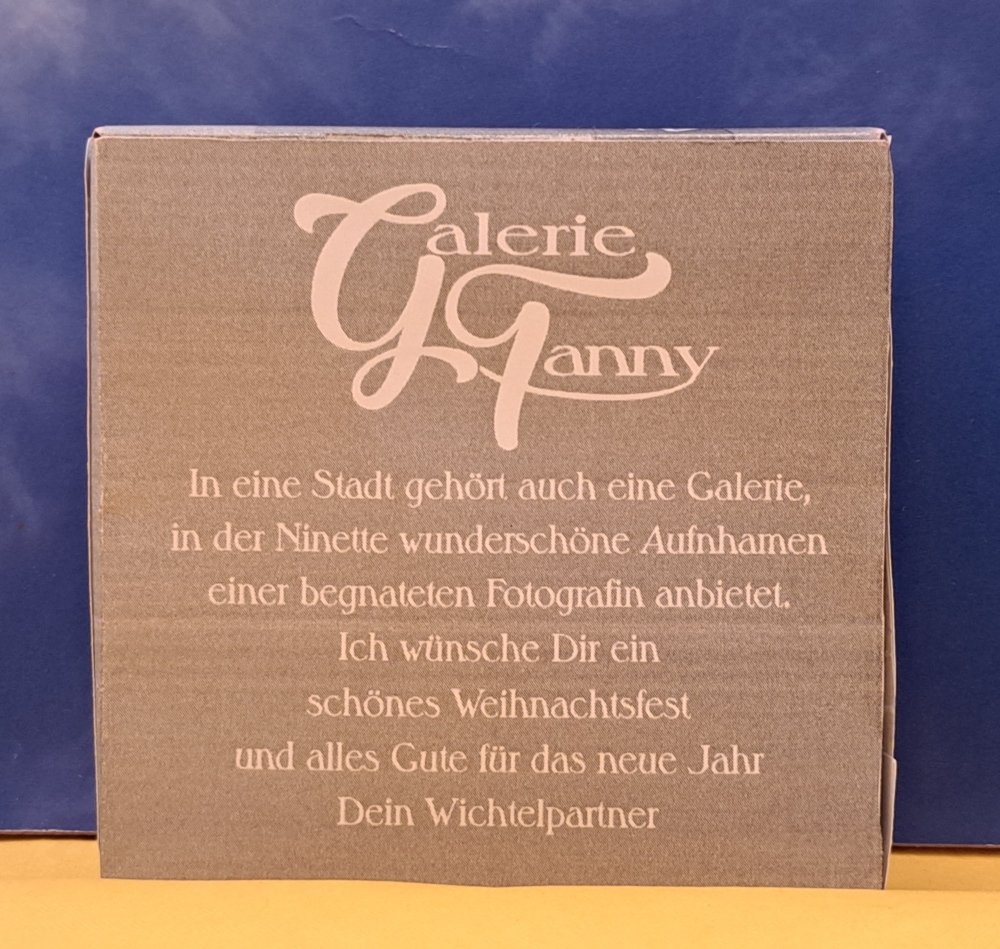 Galerie
Tanny
In eine Stadt gehört auch eine Galerie,
in der Ninette wunderschöne Aufnhamen
einer begnateten Fotografin anbietet.
Ich wünsche Dir ein
schönes Weihnachtsfest
und alles Gute für das neue Jahr
Dein Wichtelpartner